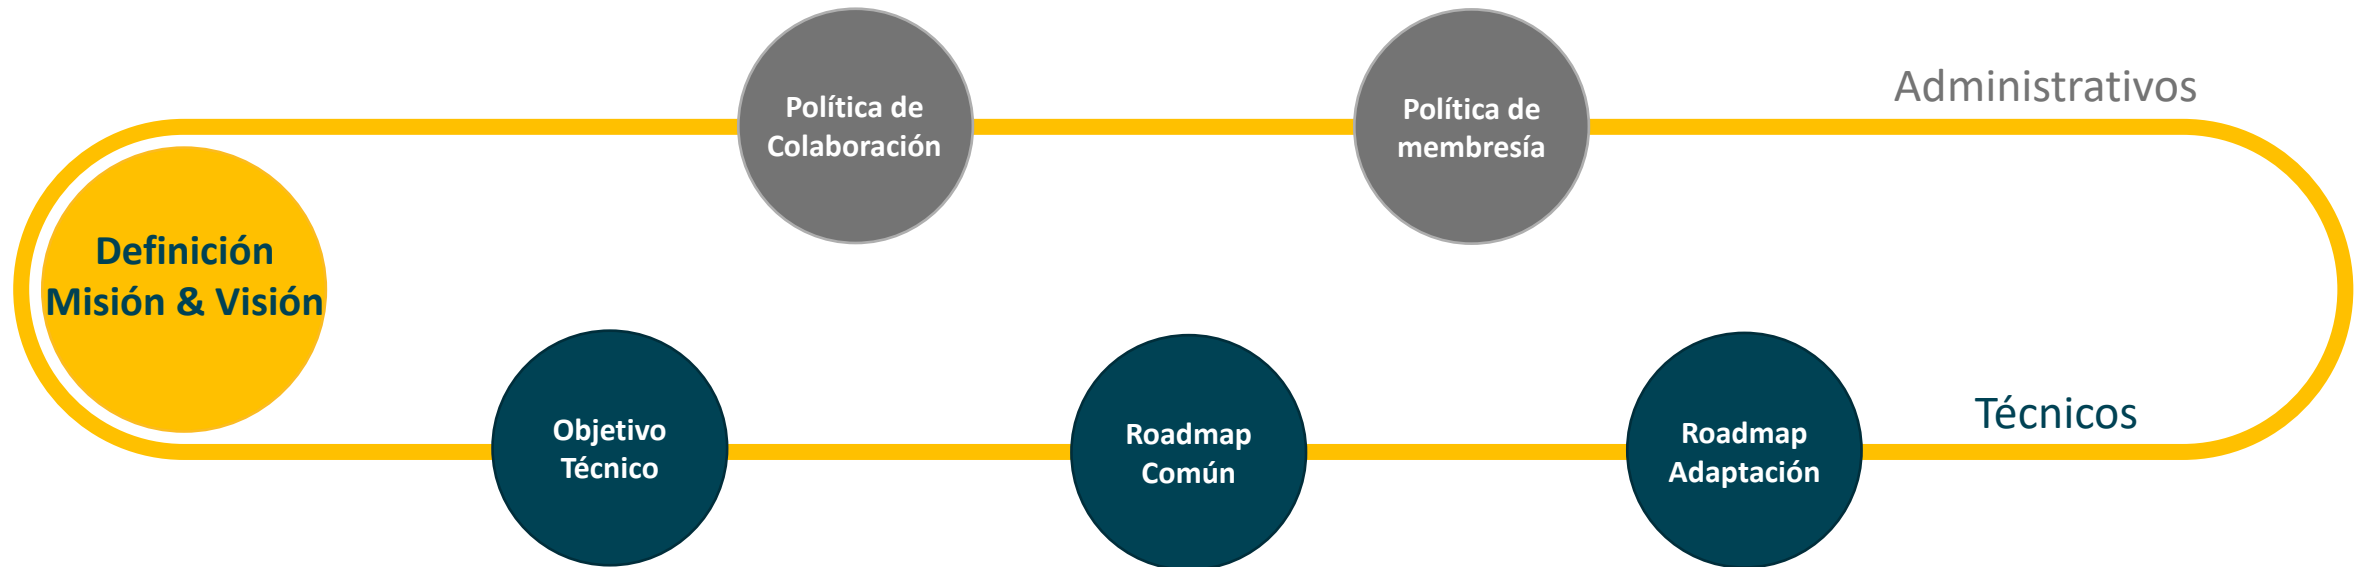 Administrativos
Política de
Colaboración
Política de
membresía
Definición
Misión & Visión
Técnicos
Objetivo
Técnico
Roadmap
Común
Roadmap
Adaptación